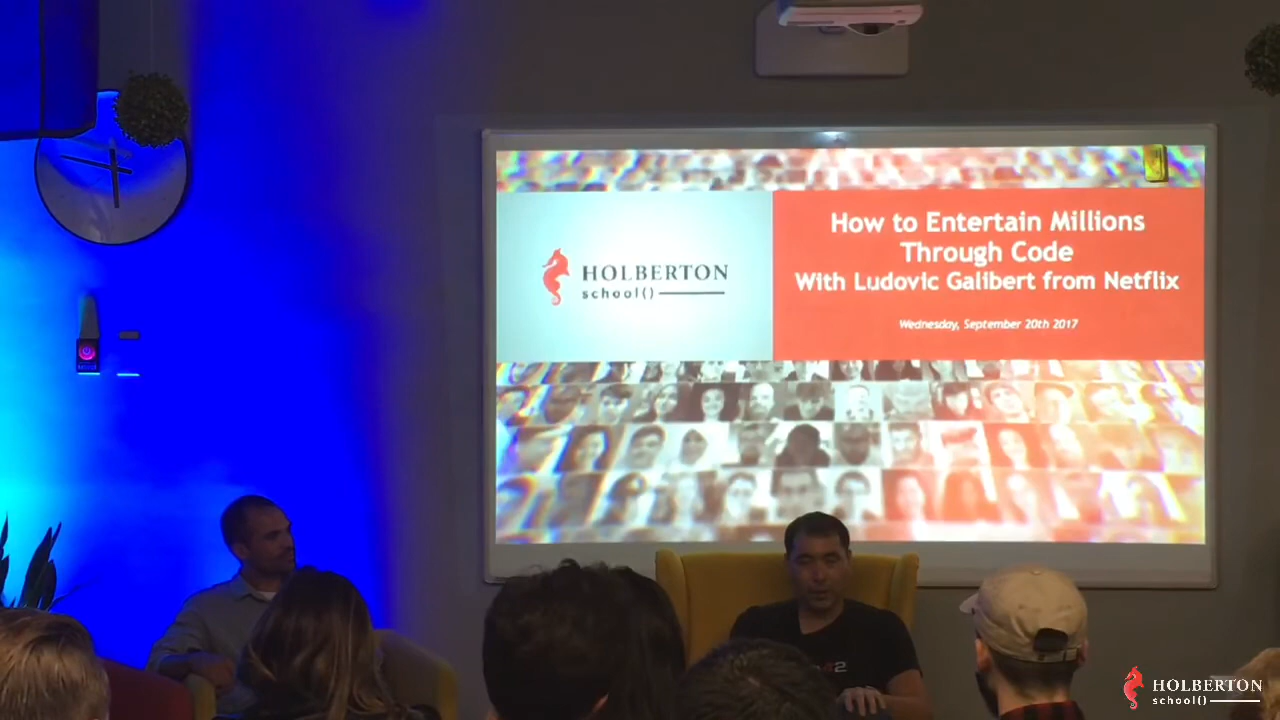 How to Entertain Millions
Through Code
With Ludovic Galibert from Netflix
Wednesday, September 20th 2017
HOLBERTON
school()
HOLBERTON
school()